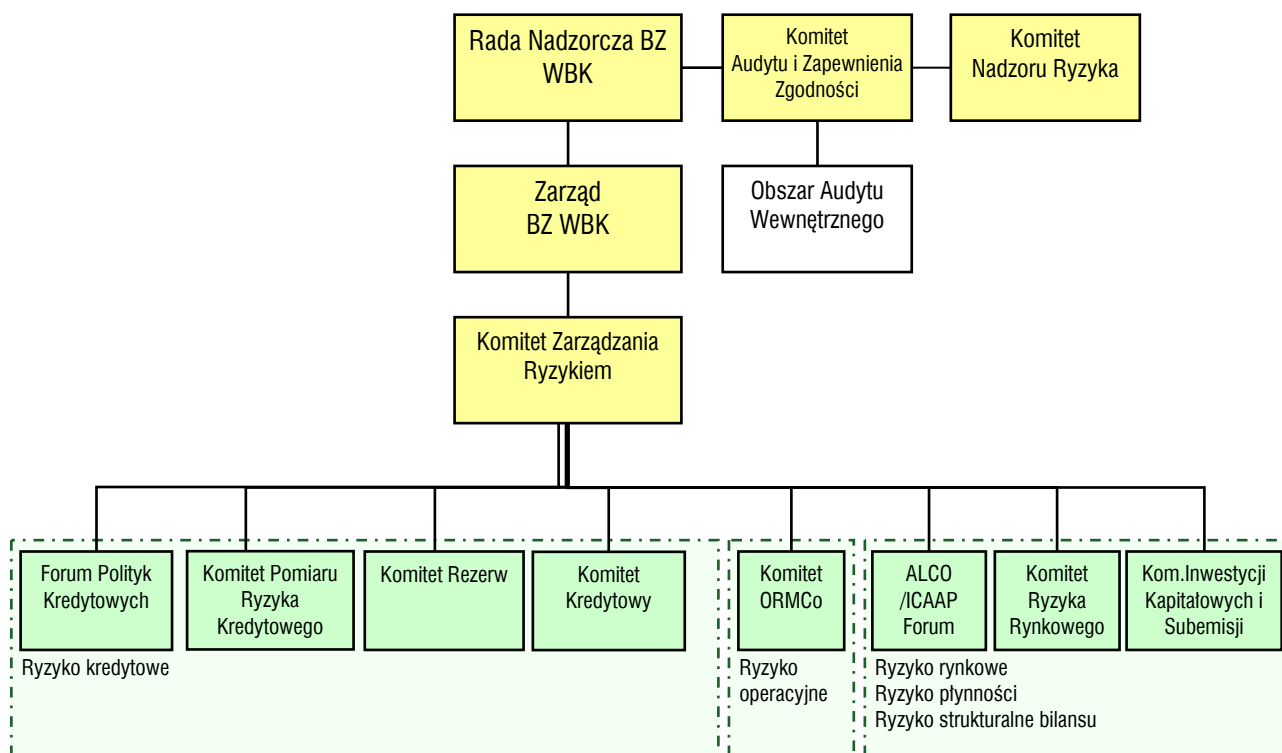 Rada Nadzorcza BZ
WBK
Komitet
Audytu i Zapewnienia
Zgodności
Komitet
Nadzoru Ryzyka
Zarząd
BZ WBK
Obszar Audytu
Wewnętrznego
Komitet Zarządzania
Ryzykiem
Forum Polityk
Kredytowych
Komitet Pomiaru
Ryzyka
Kredytowego
Komitet Rezerw
Komitet
Kredytowy
Komitet
ORMCo
ALCO
/ICAAP
Forum
Komitet
Ryzyka
Rynkowego
Kom.Inwestycji
Kapitałowych i
Subemisji
Ryzyko kredytowe
Ryzyko
operacyjne
Ryzyko rynkowe
Ryzyko płynności
Ryzyko strukturalne bilansu